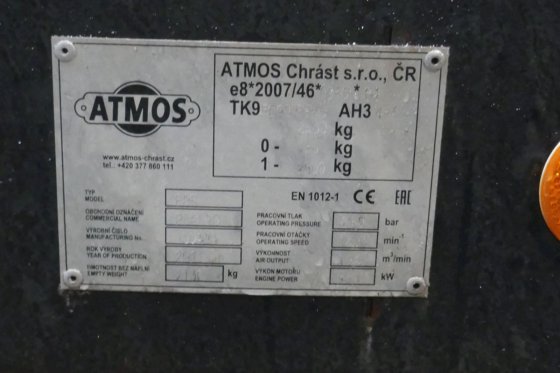 ATMOS
www.atmos-chrast.cz
tel.: +420 377 860 111
ATMOS Chrást s.r.o., ČR
e8*2007/46* *
TK9 AH3
kg
0 - kg
1 - kg
EN 1012-1 CE EAC
TYP
MODEL
OBCHODNÍ OZNAČENÍ
COMMERCIAL NAME
VÝROBNÍ ČÍSLO
MANUFACTURING No.
ROK VÝROBY
YEAR OF PRODUCTION
HMOTNOST BEZ NÁPLNÍ
EMPTY WEIGHT kg
PRACOVNÍ TLAK
OPERATING PRESSURE bar
PRACOVNÍ OTÁČKY
OPERATING SPEED min⁻¹
VÝKONNOST
AIR OUTPUT m³/min
VÝKON MOTORU
ENGINE POWER kW